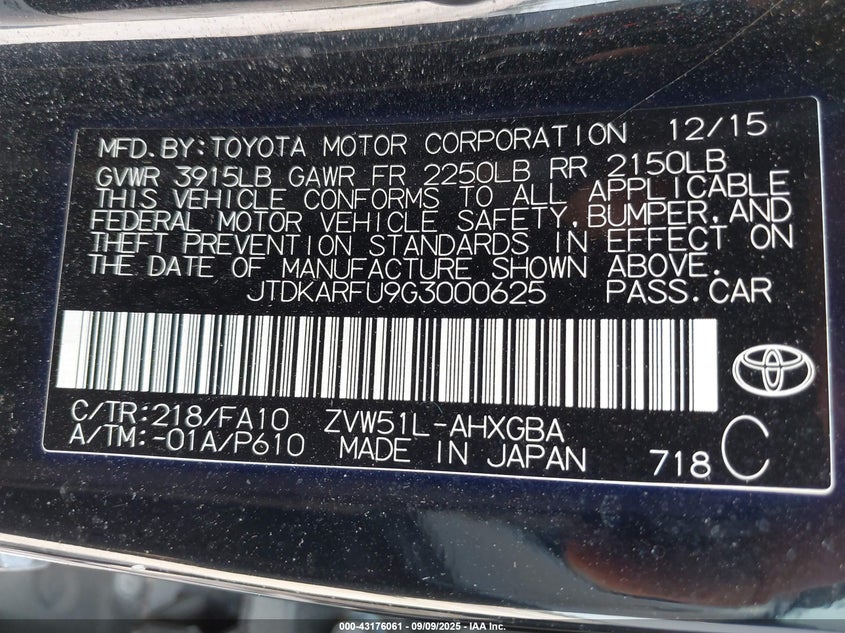 MFD.BY:TOYOTA MOTOR CORPORATION 12/15
GVWR 3915LB GAWR FR 2250LB RR 2150LB
THIS VEHICLE CONFORMS TO ALL APPLICABLE
FEDERAL MOTOR VEHICLE SAFETY,BUMPER,AND
THEFT PREVENTION STANDARDS IN EFFECT ON
THE DATE OF MANUFACTURE SHOWN ABOVE.
JTDKARFU9G3000625 PASS.CAR
C/TR:218/FA10 ZVW51L-AHXGBA
A/TM:-01A/P610 MADE IN JAPAN 718 C
000-43176061 - 09/09/2025 - IAA Inc.